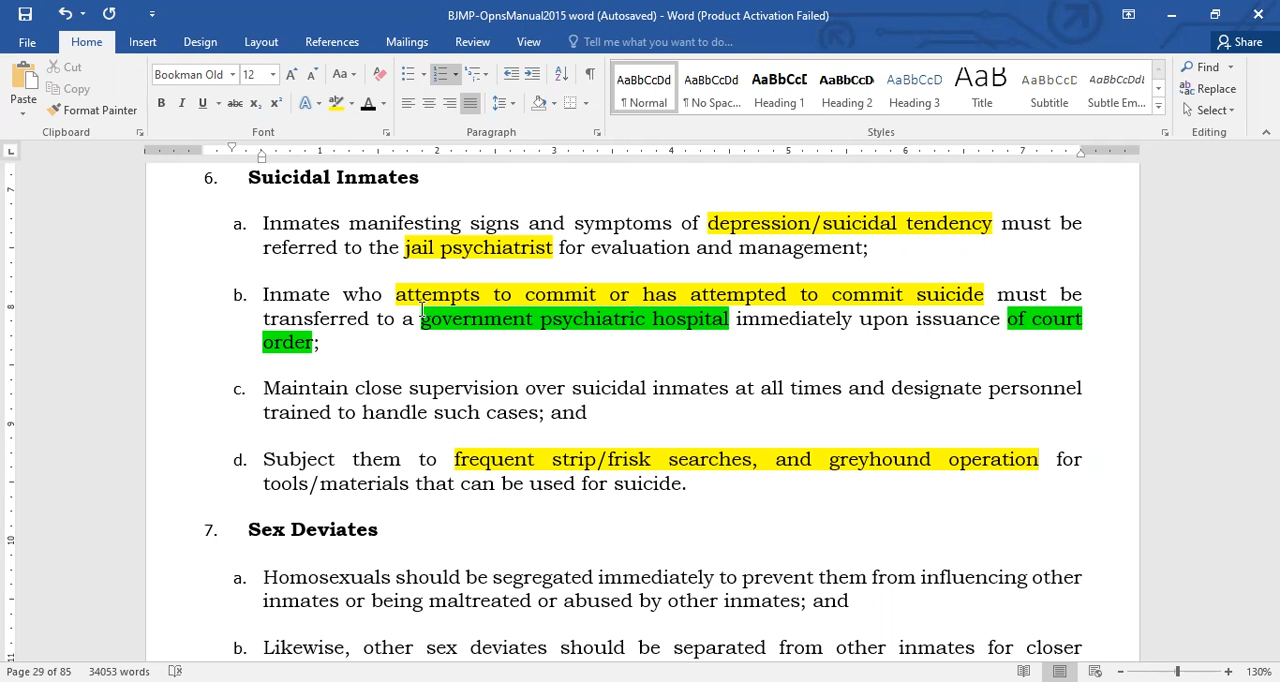 BJMP-OpnsManual2015 word (Autosaved) - Word (Product Activation Failed)
File Home Insert Design Layout References Mailings Review View Tell me what you want to do... Share
Paste
Cut
Copy
Format Painter
Clipboard
Bookman Old 12
Font
Paragraph
AaBbCcDd AaBbCcDd AaBbCcI AaBbCcD AaBbCcDd AaB AaBbCcD AaBbCcDd
¶ Normal ¶ No Spac... Heading 1 Heading 2 Heading 3 Title Subtitle Subtle Em...
Styles
Find
Replace
Select
Editing
6. Suicidal Inmates
a. Inmates manifesting signs and symptoms of depression/suicidal tendency must be
referred to the jail psychiatrist for evaluation and management;
b. Inmate who attempts to commit or has attempted to commit suicide must be
transferred to a government psychiatric hospital immediately upon issuance of court
order;
c. Maintain close supervision over suicidal inmates at all times and designate personnel
trained to handle such cases; and
d. Subject them to frequent strip/frisk searches, and greyhound operation for
tools/materials that can be used for suicide.
7. Sex Deviates
a. Homosexuals should be segregated immediately to prevent them from influencing other
inmates or being maltreated or abused by other inmates; and
b. Likewise, other sex deviates should be separated from other inmates for closer
Page 29 of 85 34053 words 130%